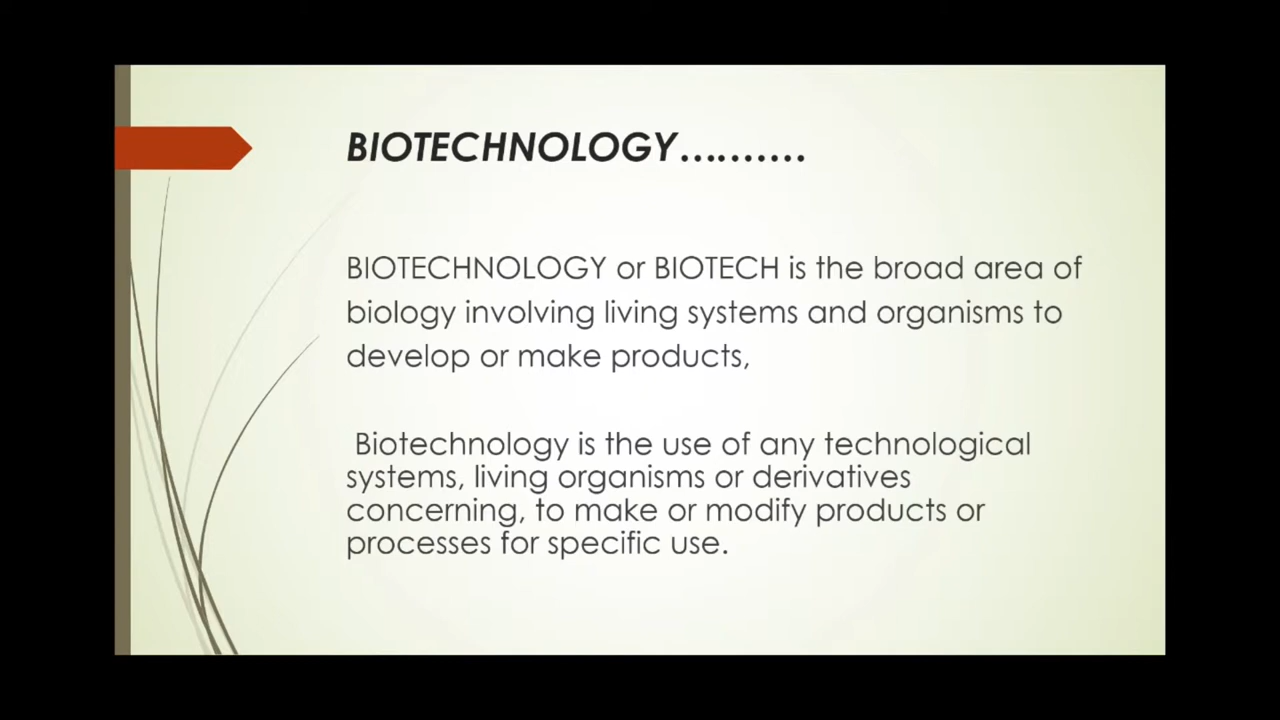 BIOTECHNOLOGY..........
BIOTECHNOLOGY or BIOTECH is the broad area of
biology involving living systems and organisms to
develop or make products,
Biotechnology is the use of any technological
systems, living organisms or derivatives
concerning, to make or modify products or
processes for specific use.